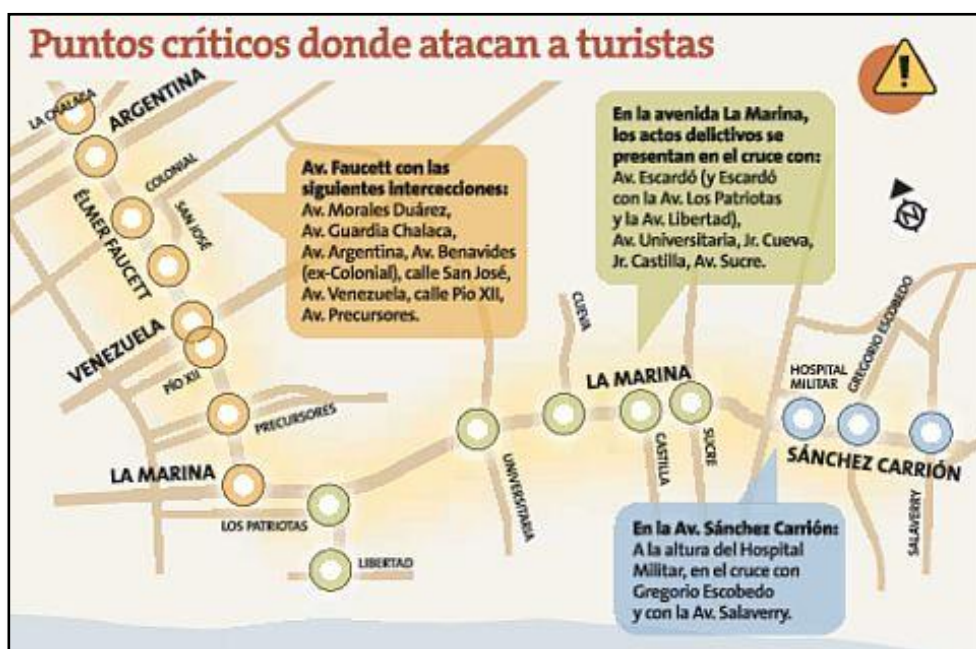 Puntos críticos donde atacan a turistas
LA CHALACA
ARGENTINA
COLONIAL
SAN JOSÉ
ÉLMER FAUCETT
VENEZUELA
PÍO XII
PRECURSORES
LA MARINA
LOS PATRIOTAS
LIBERTAD
Av. Faucett con las
siguientes intercecciones:
Av. Morales Duárez,
Av. Guardia Chalaca,
Av. Argentina, Av. Benavides
(ex-Colonial), calle San José,
Av. Venezuela, calle Pío XII,
Av. Precursores.
En la avenida La Marina,
los actos delictivos se
presentan en el cruce con:
Av. Escardó (y Escardó
con la Av. Los Patriotas
y la Av. Libertad),
Av. Universitaria, Jr. Cueva,
Jr. Castilla, Av. Sucre.
N
CUEVA
LA MARINA
UNIVERSITARIA
CASTILLA
SUCRE
HOSPITAL
MILITAR
GREGORIO ESCOBEDO
SÁNCHEZ CARRIÓN
SALAVERRY
En la Av. Sánchez Carrión:
A la altura del Hospital
Militar, en el cruce con
Gregorio Escobedo
y con la Av. Salaverry.